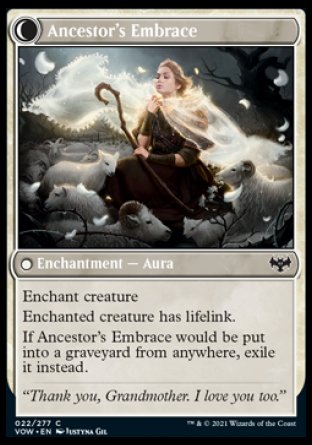 Ancestor's Embrace
Enchantment — Aura
Enchant creature
Enchanted creature has lifelink.
If Ancestor's Embrace would be put
into a graveyard from anywhere, exile
it instead.
“Thank you, Grandmother. I love you too.”
022/277 C
VOW • EN Justyna Gil
™ & © 2021 Wizards of the Coast